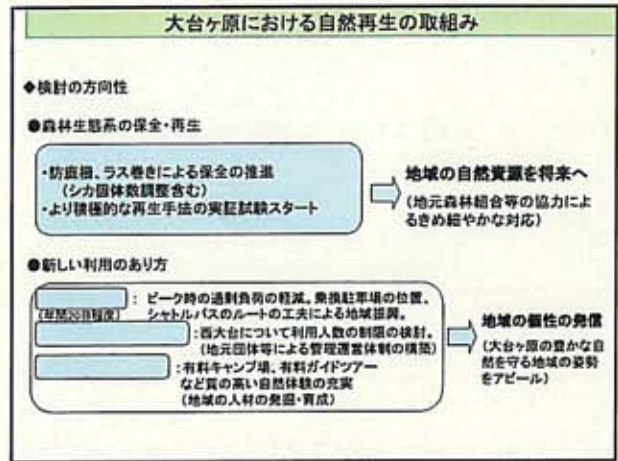 大台ヶ原における自然再生の取組み
◆検討の方向性
●森林生態系の保全・再生
・防鹿柵、ラス巻きによる保全の推進
(シカ個体数調整含む)
・より積極的な再生手法の実証試験スタート
地域の自然資源を将来へ
(地元森林組合等の協力によ
るきめ細やかな対応)
●新しい利用のあり方
: ピーク時の過剰負荷の軽減。乗換駐車場の位置、
(年間20日程度) シャトルバスのルートの工夫による地域振興。
:西大台について利用人数の制限の検討。
(地元団体等による管理運営体制の構築)
:有料キャンプ場、有料ガイドツアー
など質の高い自然体験の充実
(地域の人材の発掘・育成)
地域の個性の発信
(大台ヶ原の豊かな自
然を守る地域の姿勢
をアピール)